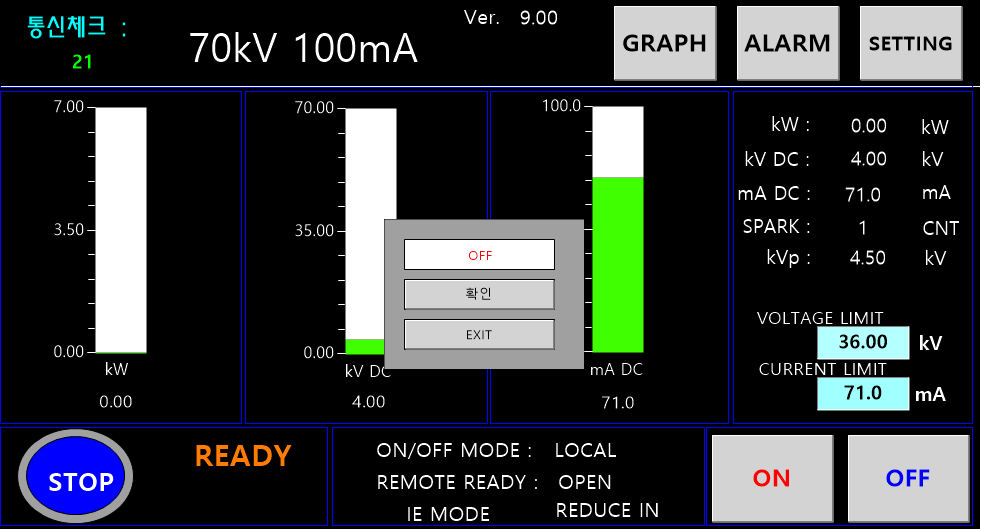 통신체크 :
21
70kV 100mA
Ver. 9.00
GRAPH
ALARM
SETTING
7.00
3.50
0.00
kW
0.00
70.00
35.00
0.00
kV DC
4.00
100.0
mA DC
71.0
OFF
확인
EXIT
kW : 0.00 kW
kV DC : 4.00 kV
mA DC : 71.0 mA
SPARK : 1 CNT
kVp : 4.50 kV
VOLTAGE LIMIT
36.00 kV
CURRENT LIMIT
71.0 mA
STOP
READY
ON/OFF MODE : LOCAL
REMOTE READY : OPEN
IE MODE REDUCE IN
ON
OFF